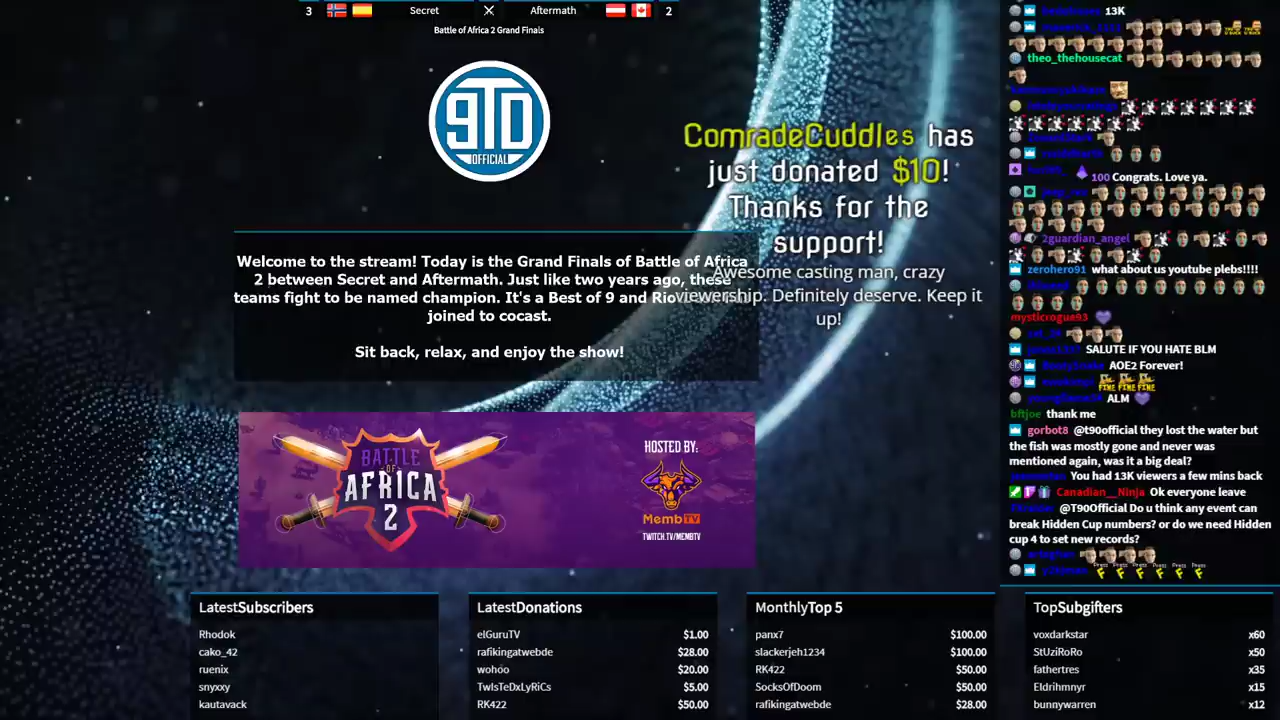 3 Secret Aftermath 2
Battle of Africa 2 Grand Finals
9TO
OFFICIAL
ComradeCuddles has
just donated $10!
Thanks for the
support!
Awesome casting man, crazy
viewership. Definitely deserve. Keep it
up!
Welcome to the stream! Today is the Grand Finals of Battle of Africa
2 between Secret and Aftermath. Just like two years ago, these
teams fight to be named champion. It's a Best of 9 and Rio
joined to cocast.
Sit back, relax, and enjoy the show!
BATTLE
OF
AFRICA
2
HOSTED BY:
MembTV
TWITCH.TV/MEMBTV
LatestSubscribers
Rhodok
cako_42
ruenix
snyxxy
kautavack
LatestDonations
elGuruTV $1.00
rafikingatwebde $28.00
wohoo $20.00
TwIsTeDxLyRiCs $5.00
RK422 $50.00
MonthlyTop 5
panx7 $100.00
slackerjeh1234 $100.00
RK422 $50.00
SocksOfDoom $50.00
rafikingatwebde $28.00
TopSubgifters
voxdarkstar x60
StUziRoRo x50
fathertres x35
Eldrihmnyr x15
bunnywarren x12
13K
theo_thehousecat
100 Congrats. Love ya.
2guardian_angel
zerohero91 what about us youtube plebs!!!!
mysticrogue93
SALUTE IF YOU HATE BLM
AOE2 Forever!
FINE FINE FINE
ALM
bftjoe thank me
gorbot8 @t90official they lost the water but
the fish was mostly gone and never was
mentioned again, was it a big deal?
You had 13K viewers a few mins back
Canadian__Ninja Ok everyone leave
@T90Official Do u think any event can
break Hidden Cup numbers? or do we need Hidden
cup 4 to set new records?